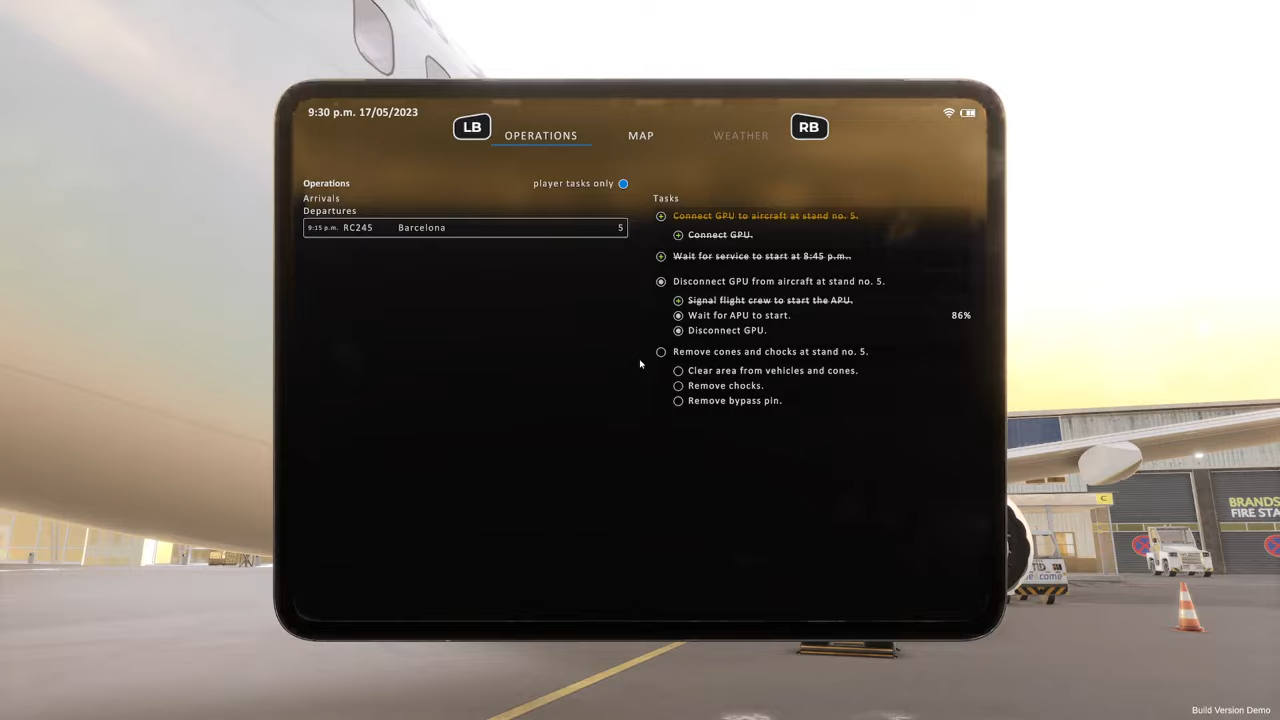 9:30 p.m. 17/05/2023
LB
OPERATIONS
MAP
WEATHER
RB
Operations
player tasks only
Arrivals
Departures
9:15 p.m. RC245 Barcelona 5
Tasks
Connect GPU to aircraft at stand no. 5.
Connect GPU.
Wait for service to start at 8:45 p.m..
Disconnect GPU from aircraft at stand no. 5.
Signal flight crew to start the APU.
Wait for APU to start. 86%
Disconnect GPU.
Remove cones and chocks at stand no. 5.
Clear area from vehicles and cones.
Remove chocks.
Remove bypass pin.
C
BRANDS
FIRE STA
Build Version Demo